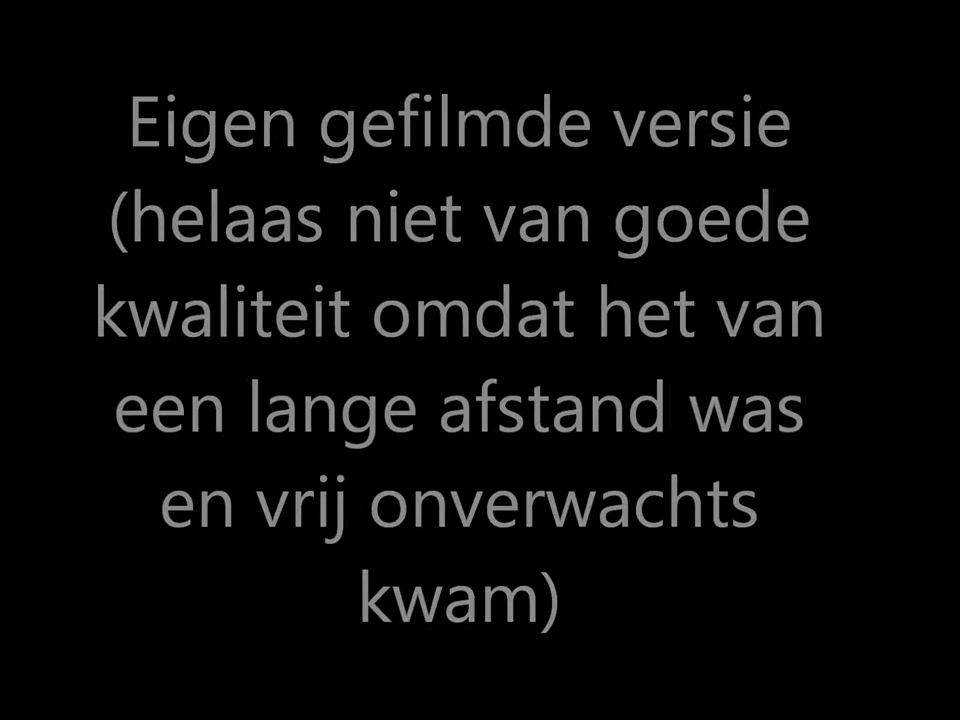 Eigen gefilmde versie
(helaas niet van goede
kwaliteit omdat het van
een lange afstand was
en vrij onverwachts
kwam)